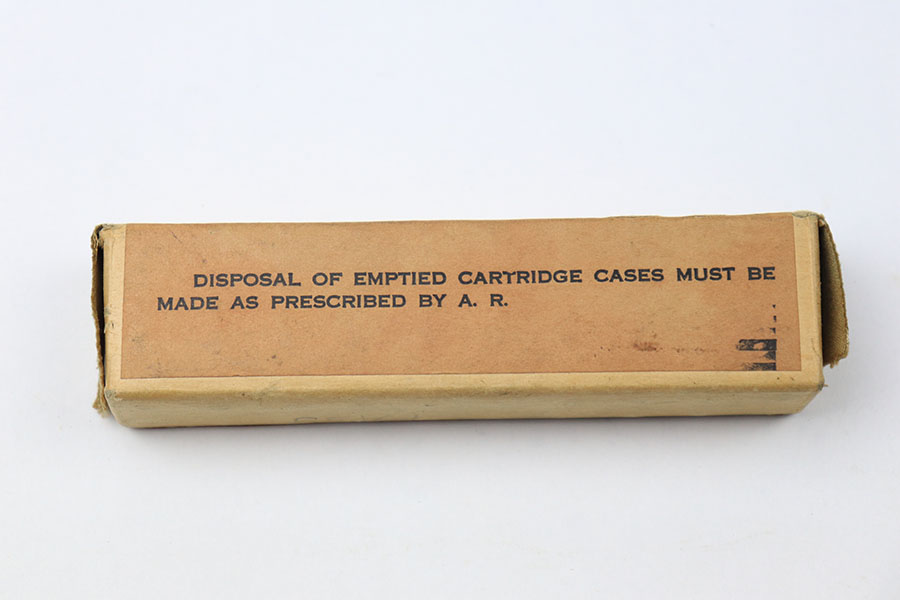 DISPOSAL OF EMPTIED CARTRIDGE CASES MUST BE
MADE AS PRESCRIBED BY A. R.